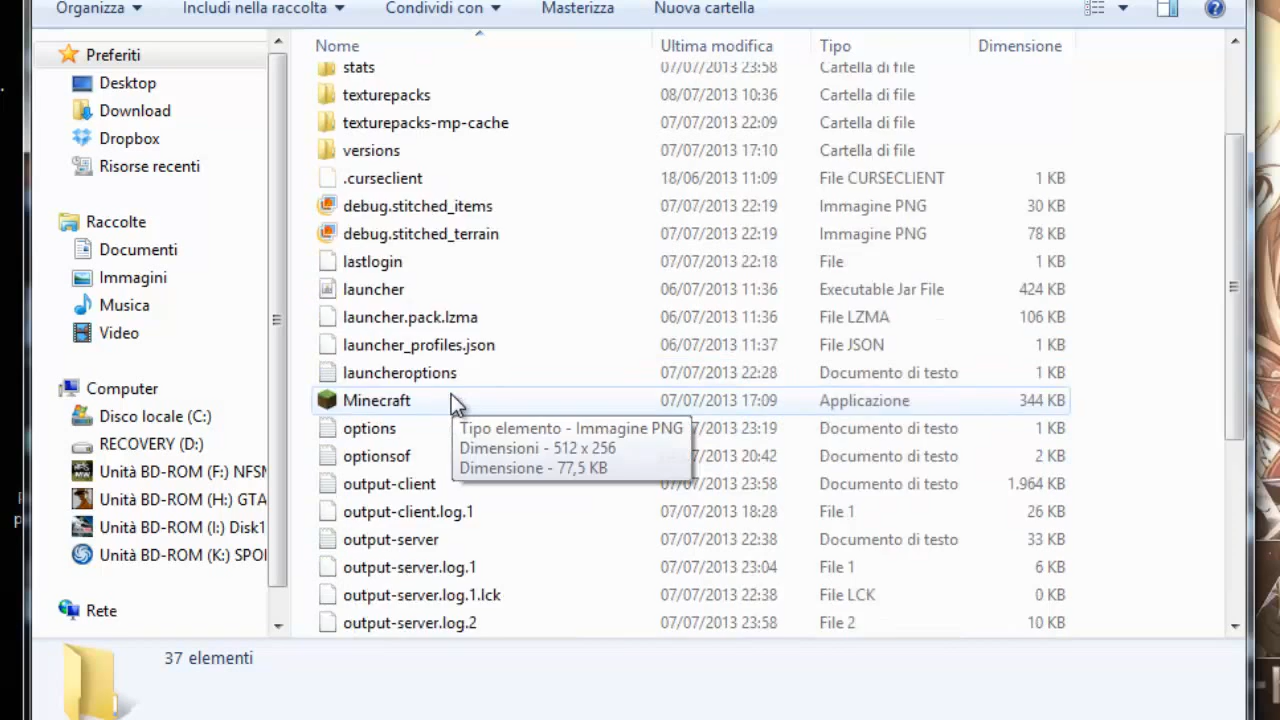 Organizza Includi nella raccolta Condividi con Masterizza Nuova cartella
Preferiti
Desktop
Download
Dropbox
Risorse recenti
Raccolte
Documenti
Immagini
Musica
Video
Computer
Disco locale (C:)
RECOVERY (D:)
Unità BD-ROM (F:) NFSM
Unità BD-ROM (H:) GTA
Unità BD-ROM (I:) Disk1
Unità BD-ROM (K:) SPO
Rete
Nome Ultima modifica Tipo Dimensione
stats 07/07/2013 23:58 Cartella di file
texturepacks 08/07/2013 10:36 Cartella di file
texturepacks-mp-cache 07/07/2013 22:09 Cartella di file
versions 07/07/2013 17:10 Cartella di file
.curseclient 18/06/2013 11:09 File CURSECLIENT 1 KB
debug.stitched_items 07/07/2013 22:19 Immagine PNG 30 KB
debug.stitched_terrain 07/07/2013 22:19 Immagine PNG 78 KB
lastlogin 07/07/2013 22:18 File 1 KB
launcher 06/07/2013 11:36 Executable Jar File 424 KB
launcher.pack.lzma 06/07/2013 11:36 File LZMA 106 KB
launcher_profiles.json 06/07/2013 11:37 File JSON 1 KB
launcheroptions 07/07/2013 22:28 Documento di testo 1 KB
Minecraft 07/07/2013 17:09 Applicazione 344 KB
options 7/07/2013 23:19 Documento di testo 1 KB
optionsof 7/07/2013 20:42 Documento di testo 2 KB
output-client 07/07/2013 23:58 Documento di testo 1.964 KB
output-client.log.1 07/07/2013 18:28 File 1 26 KB
output-server 07/07/2013 22:38 Documento di testo 33 KB
output-server.log.1 07/07/2013 23:04 File 1 6 KB
output-server.log.1.lck 07/07/2013 22:38 File LCK 0 KB
output-server.log.2 07/07/2013 23:58 File 2 10 KB
Tipo elemento - Immagine PNG
Dimensioni - 512 x 256
Dimensione - 77,5 KB
37 elementi